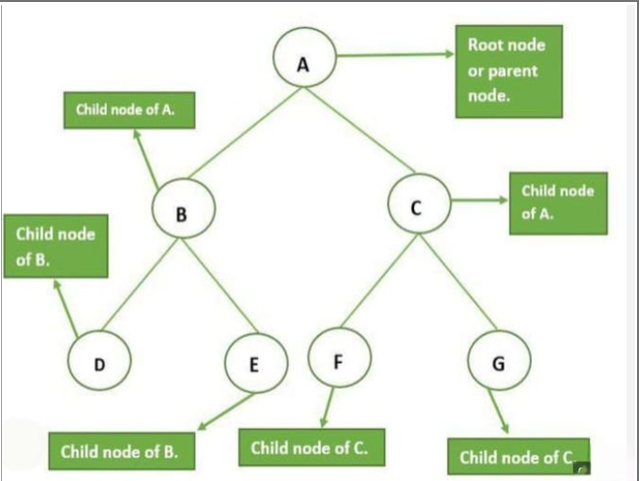 A
Root node
or parent
node.
Child node of A.
B
C
Child node
of A.
Child node
of B.
D
E
F
G
Child node of B.
Child node of C.
Child node of C